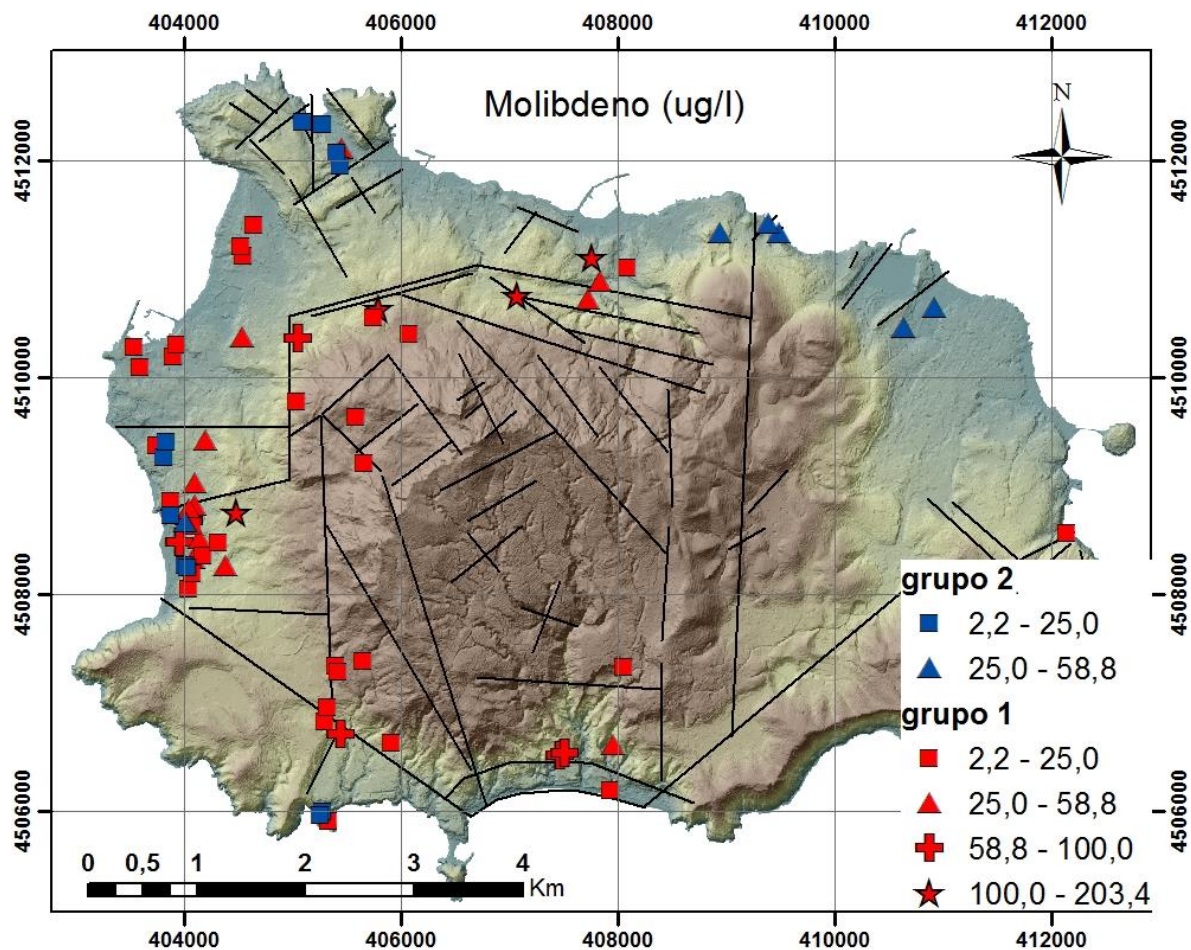 404000 406000 408000 410000 412000
Molibdeno (ug/l)
N
4512000 4512000
4510000 4510000
4508000 4508000
4506000 4506000
grupo 2
2,2 - 25,0
25,0 - 58,8
grupo 1
2,2 - 25,0
25,0 - 58,8
58,8 - 100,0
100,0 - 203,4
0 0,5 1 2 3 4
Km
404000 406000 408000 410000 412000